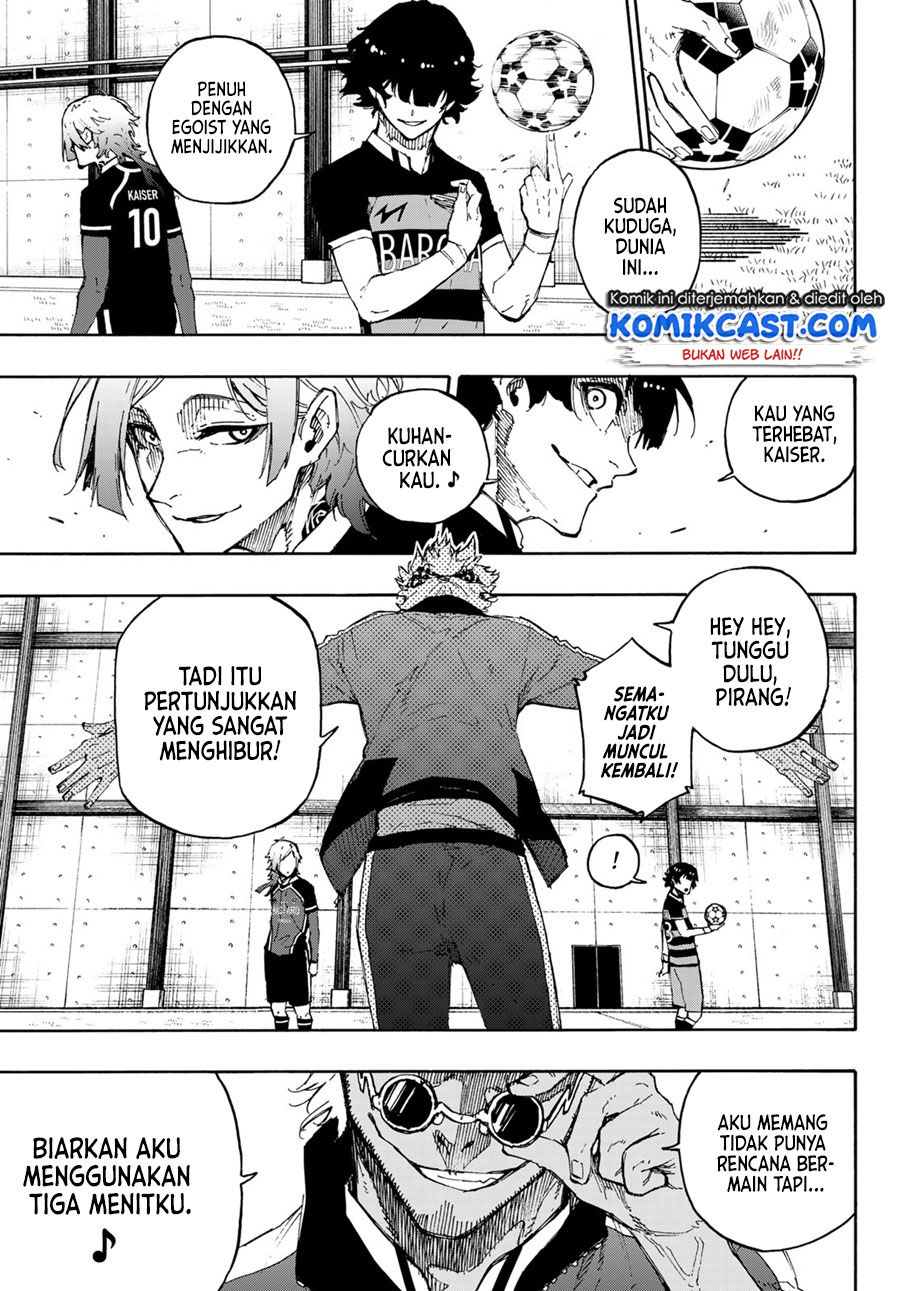 SUDAH
KUDUGA,
DUNIA
INI...
PENUH
DENGAN
EGOIST YANG
MENJIJIKKAN.
KAISER
10
Komik ini diterjemahkan & diedit oleh
KOMIKCAST.COM
BUKAN WEB LAIN!!
KAU YANG
TERHEBAT,
KAISER.
KUHAN-
CURKAN
KAU. ♪
HEY HEY,
TUNGGU
DULU,
PIRANG!
SEMA-
NGATKU
JADI
MUNCUL
KEMBALI!
TADI ITU
PERTUNJUKKAN
YANG SANGAT
MENGHIBUR!
!
AKU MEMANG
TIDAK PUNYA
RENCANA BER-
MAIN TAPI...
BIARKAN AKU
MENGGUNAKAN
TIGA MENITKU.
♪